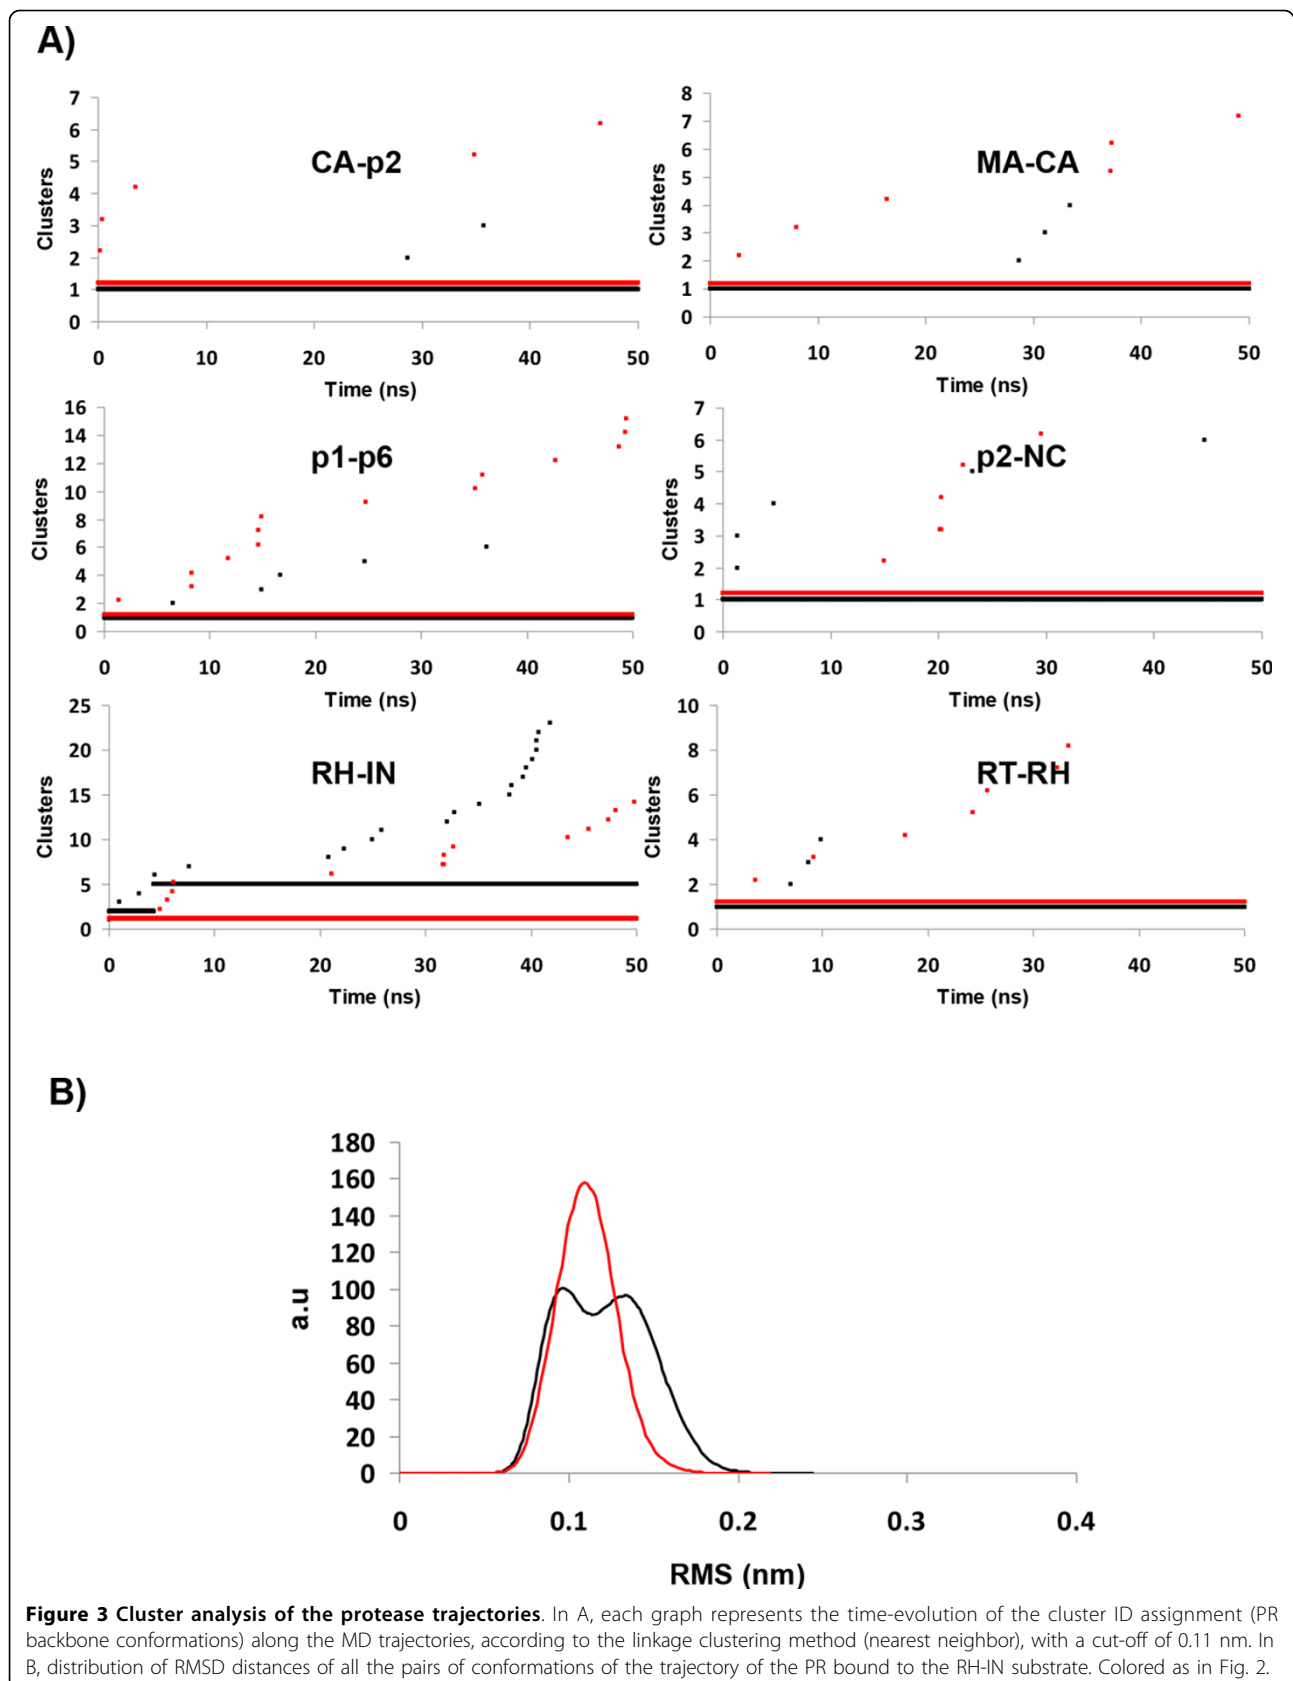 A)
7
6
5
4
3
2
1
0
Clusters
CA-p2
0 10 20 30 40 50
Time (ns)
8
7
6
5
4
3
2
1
0
Clusters
MA-CA
0 10 20 30 40 50
Time (ns)
16
14
12
10
8
6
4
2
0
Clusters
p1-p6
0 10 20 30 40 50
Time (ns)
7
6
5
4
3
2
1
0
Clusters
p2-NC
0 10 20 30 40 50
Time (ns)
25
20
15
10
5
0
Clusters
RH-IN
0 10 20 30 40 50
Time (ns)
10
8
6
4
2
0
Clusters
RT-RH
0 10 20 30 40 50
Time (ns)
B)
180
160
140
120
100
80
60
40
20
0
a.u
0 0.1 0.2 0.3 0.4
RMS (nm)
Figure 3 Cluster analysis of the protease trajectories. In A, each graph represents the time-evolution of the cluster ID assignment (PR
backbone conformations) along the MD trajectories, according to the linkage clustering method (nearest neighbor), with a cut-off of 0.11 nm. In
B, distribution of RMSD distances of all the pairs of conformations of the trajectory of the PR bound to the RH-IN substrate. Colored as in Fig. 2.